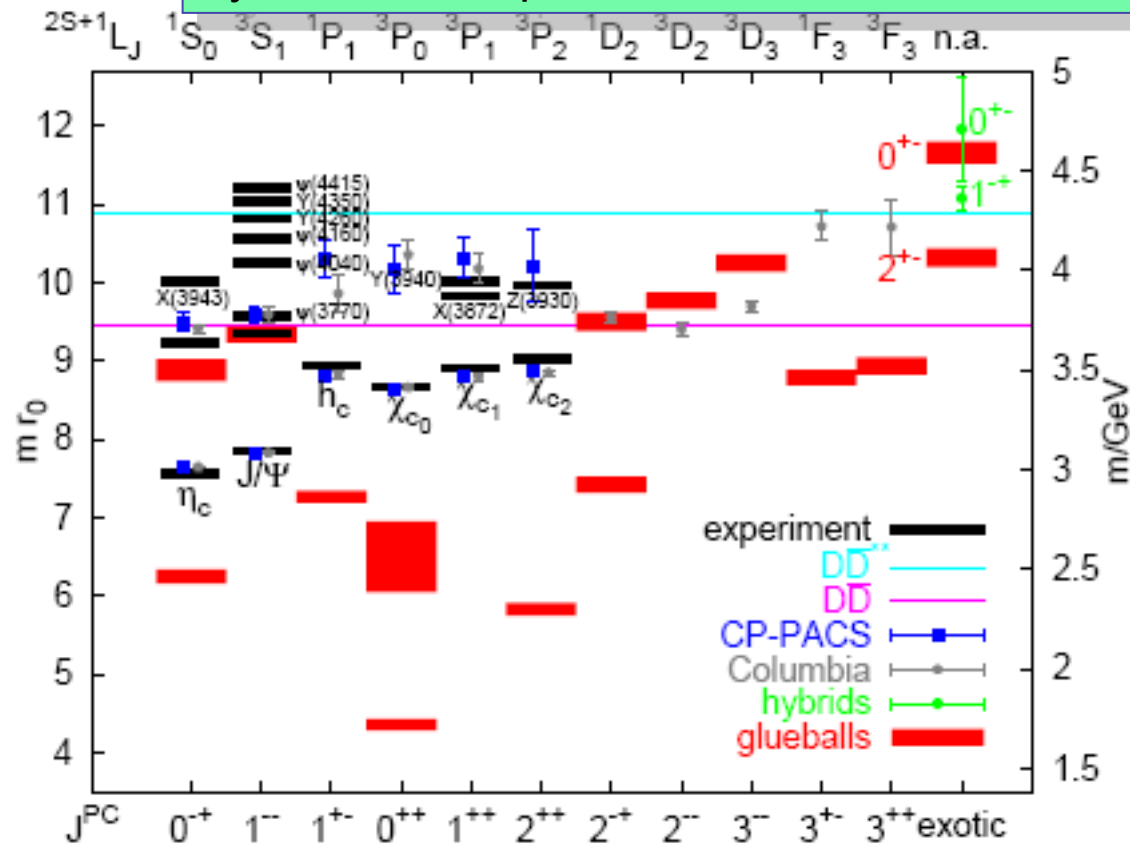 2S+1LJ 1S0 3S1 1P1 3P0 3P1 3P2 1D2 3D2 3D3 1F3 3F3 n.a.
12
11
10
9
8
7
6
5
4
m r0
5
4.5
4
3.5
3
2.5
2
1.5
m/GeV
0+-
0+-
1-+
2+-
ψ(4415)
Y(4350)
Y(4260)
ψ(4160)
ψ(4040)
X(3943)
ψ(3770)
Y(3940)
X(3872)
Z(3930)
hc
χc0
χc1
χc2
ηc
J/Ψ
experiment
DD**
DD
CP-PACS
Columbia
hybrids
glueballs
JPC 0-+ 1-- 1+- 0++ 1++ 2++ 2-+ 2-- 3-- 3+- 3++ exotic